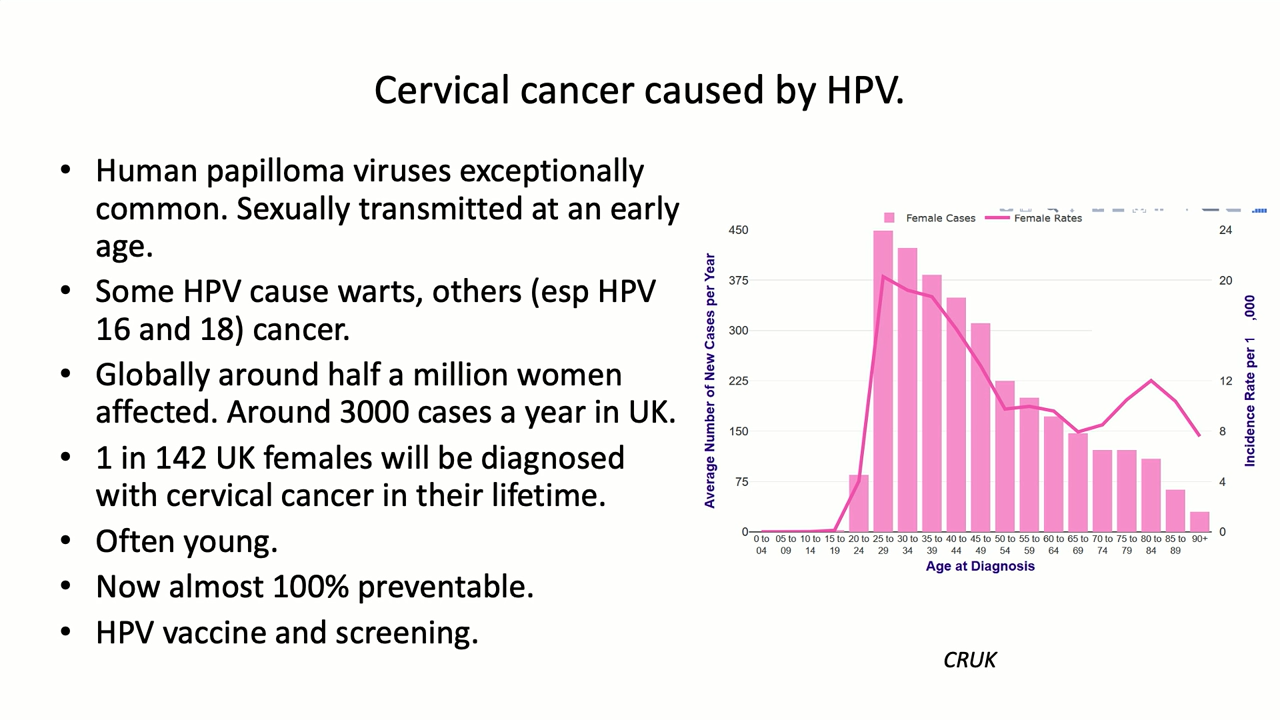 Cervical cancer caused by HPV.
• Human papilloma viruses exceptionally
common. Sexually transmitted at an early
age.
• Some HPV cause warts, others (esp HPV
16 and 18) cancer.
• Globally around half a million women
affected. Around 3000 cases a year in UK.
• 1 in 142 UK females will be diagnosed
with cervical cancer in their lifetime.
• Often young.
• Now almost 100% preventable.
• HPV vaccine and screening.
Female Cases
Female Rates
Average Number of New Cases per Year
450
375
300
225
150
75
0
24
20
12
8
4
0
Incidence Rate per 1 ,000
0 to 04
05 to 09
10 to 14
15 to 19
20 to 24
25 to 29
30 to 34
35 to 39
40 to 44
45 to 49
50 to 54
55 to 59
60 to 64
65 to 69
70 to 74
75 to 79
80 to 84
85 to 89
90+
Age at Diagnosis
CRUK